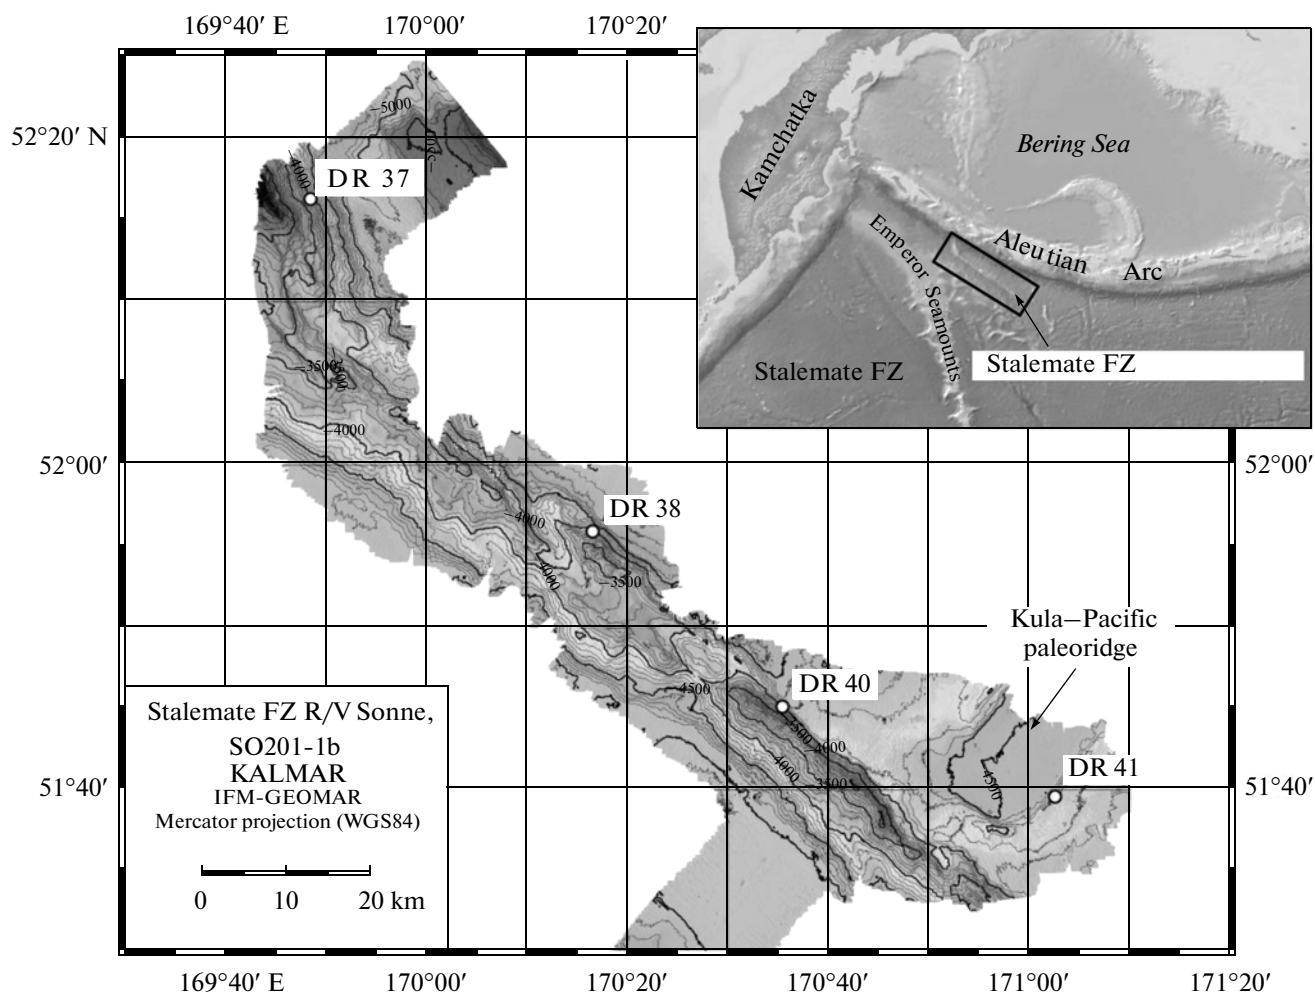 169°40′ E
170°00′
170°20′
52°20′ N
52°00′
51°40′
52°00′
51°40′
169°40′ E
170°00′
170°20′
170°40′
171°00′
171°20′
Kamchatka
Bering Sea
Emperor Seamounts
Aleutian
Arc
Stalemate FZ
Stalemate FZ
−5000
−4000
DR 37
−3500
−4000
−4000
DR 38
4000
−3500
Kula−Pacific
paleoridge
−4500
DR 40
−3500
−4000
4000
−3500
4500
DR 41
Stalemate FZ R/V Sonne,
SO201-1b
KALMAR
IFM-GEOMAR
Mercator projection (WGS84)
0 10 20 km